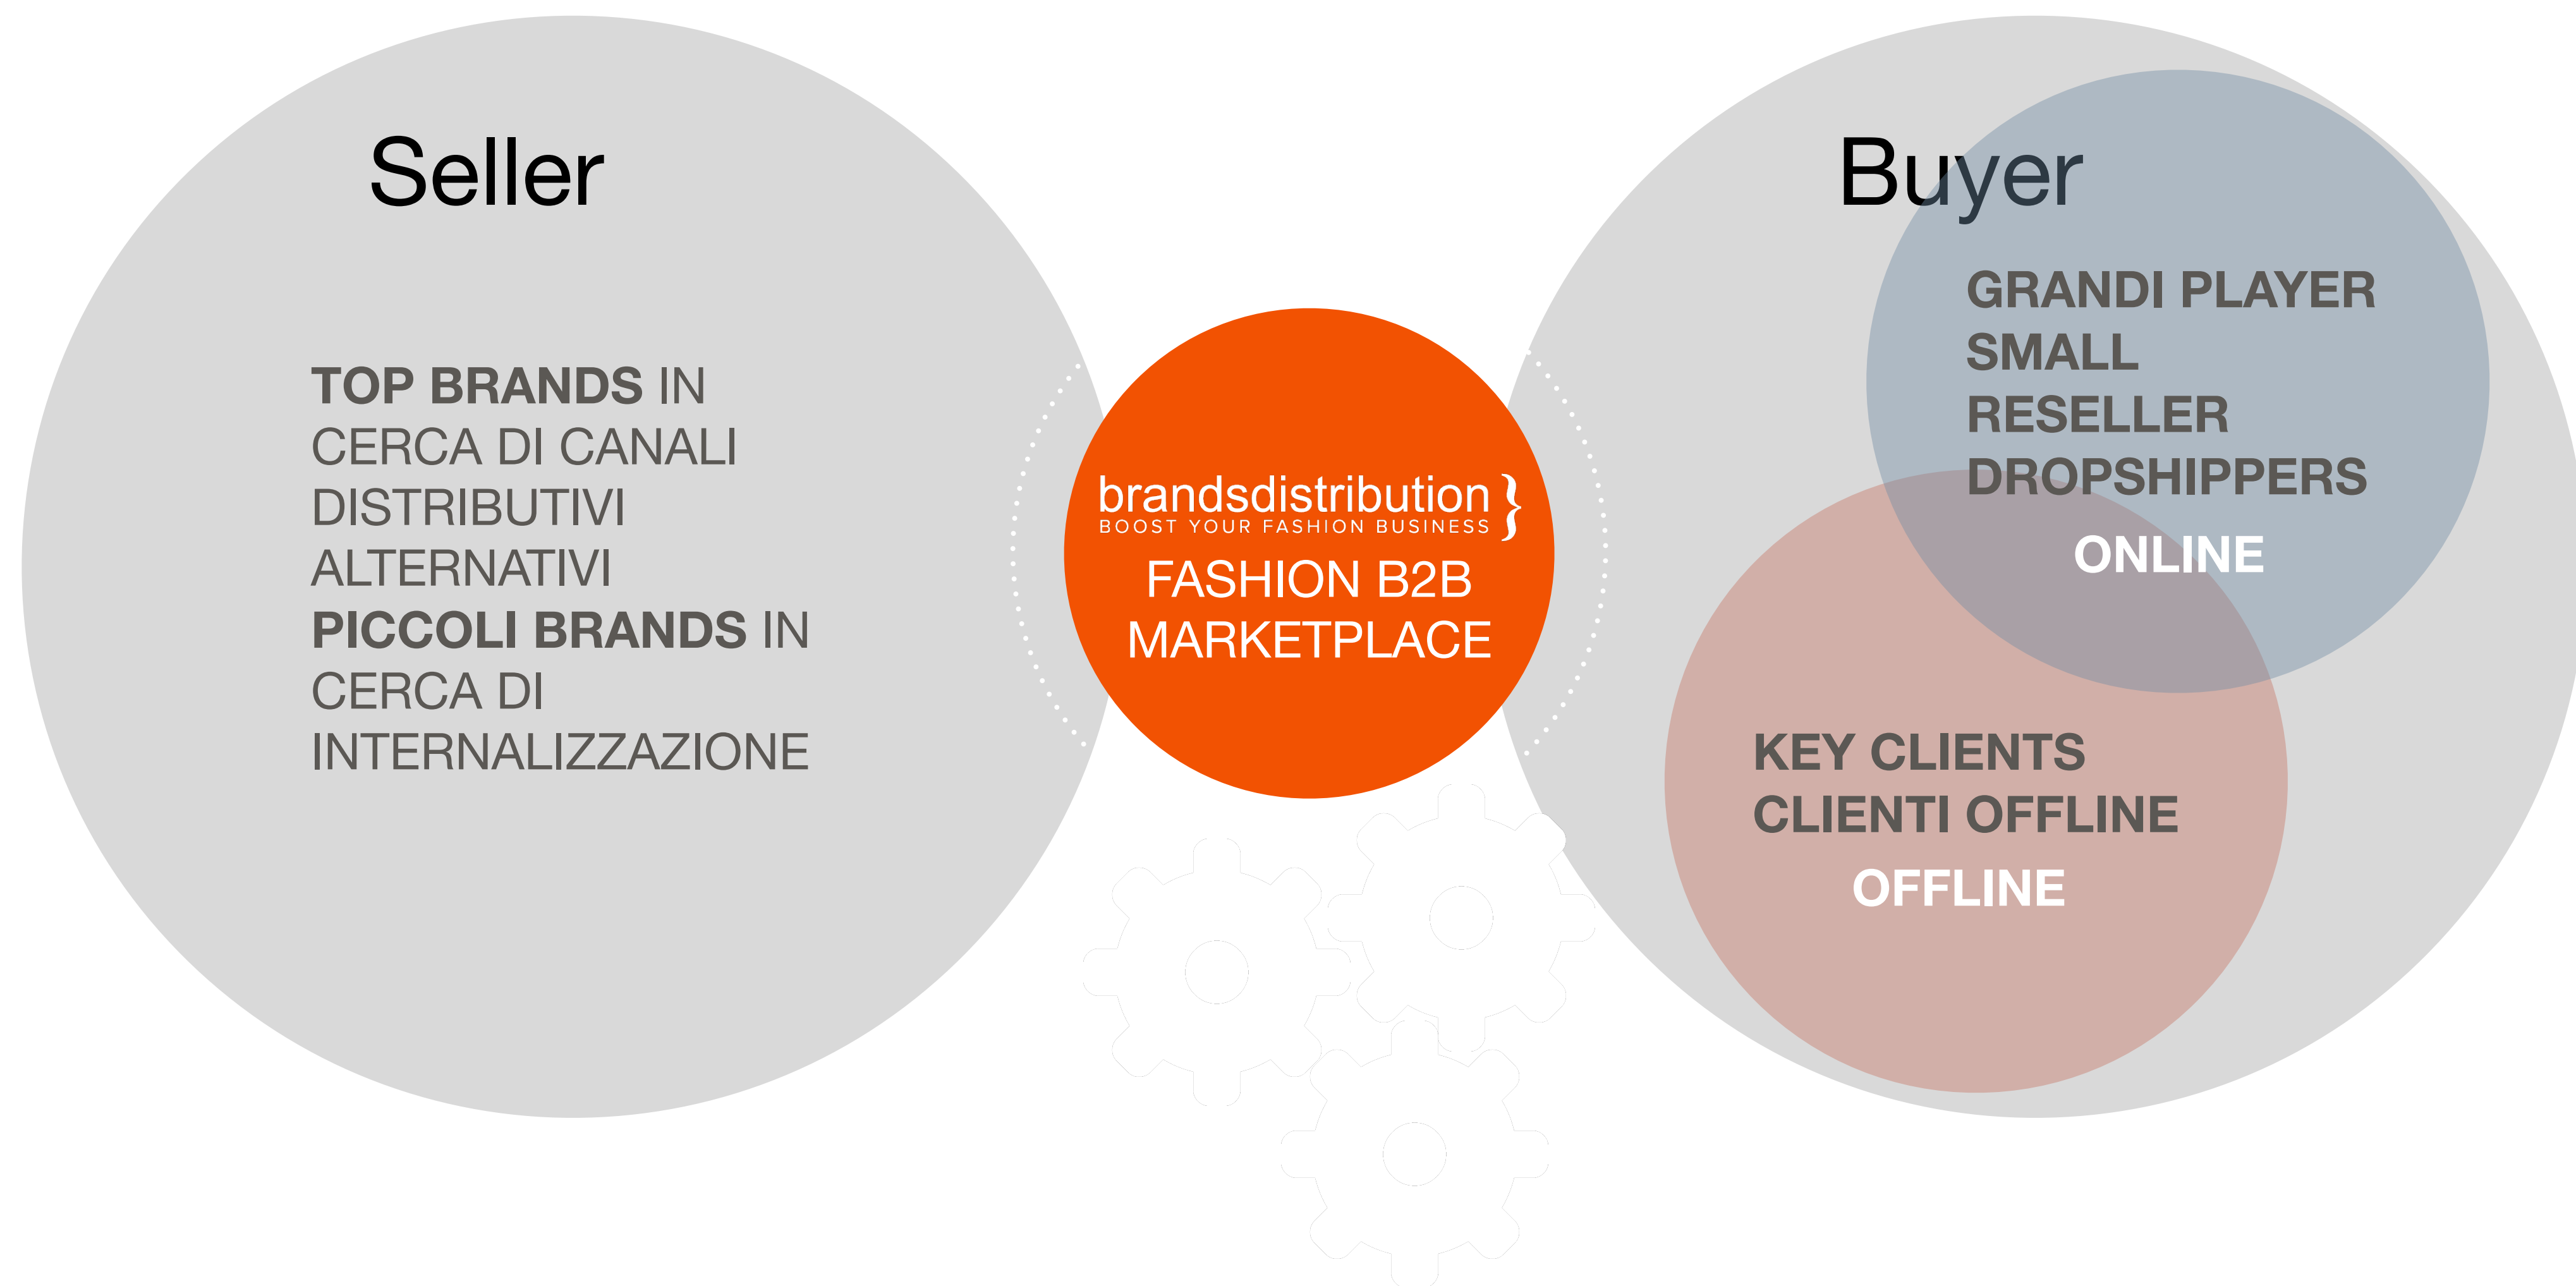 Seller
TOP BRANDS IN
CERCA DI CANALI
DISTRIBUTIVI
ALTERNATIVI
PICCOLI BRANDS IN
CERCA DI
INTERNALIZZAZIONE
brandsdistribution }
BOOST YOUR FASHION BUSINESS
FASHION B2B
MARKETPLACE
Buyer
GRANDI PLAYER
SMALL
RESELLER
DROPSHIPPERS
ONLINE
KEY CLIENTS
CLIENTI OFFLINE
OFFLINE